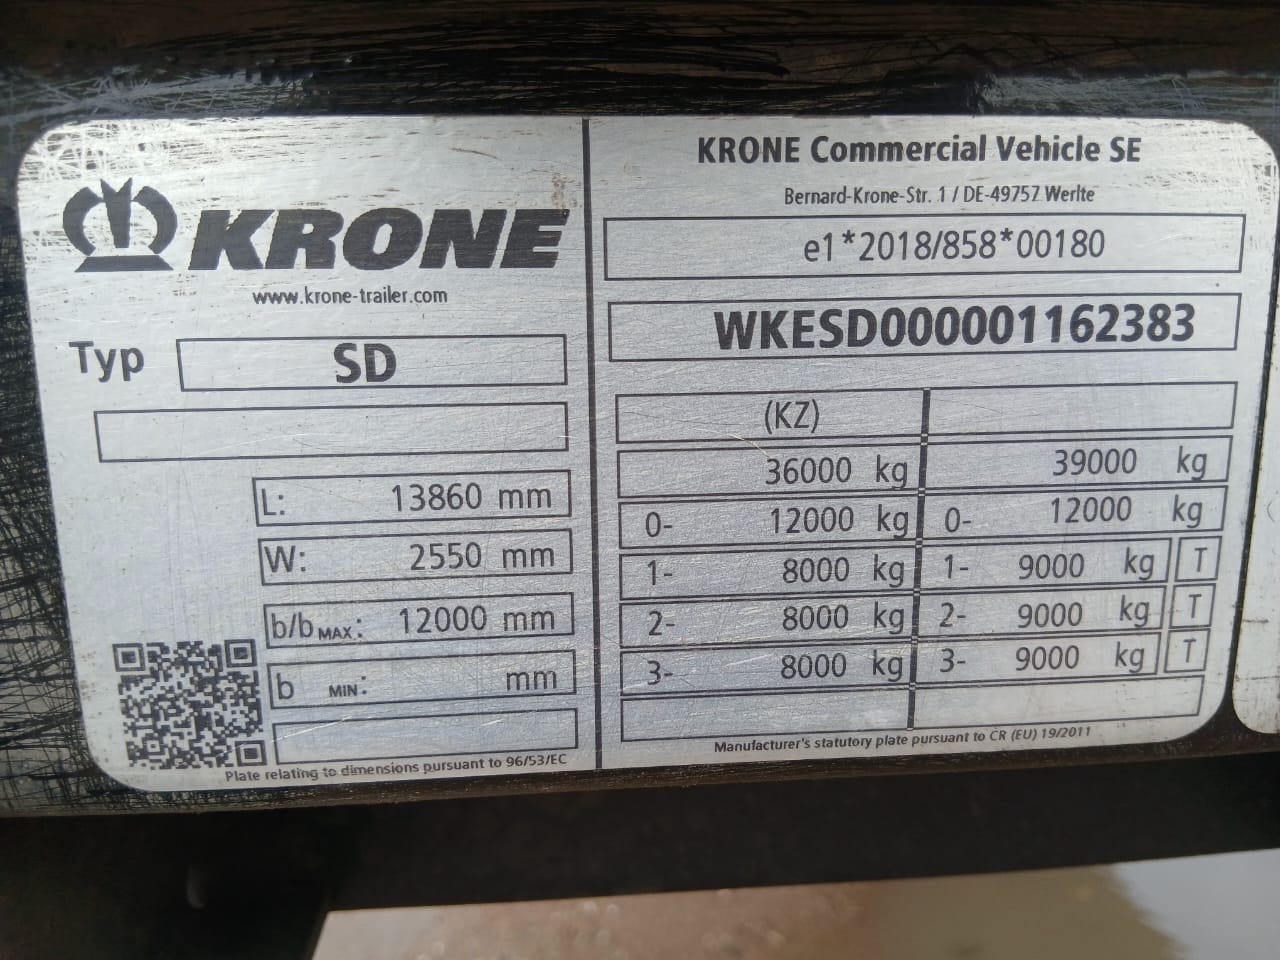 KRONE
www.krone-trailer.com
Typ SD
L: 13860 mm
W: 2550 mm
b/b MAX: 12000 mm
b MIN: mm
Plate relating to dimensions pursuant to 96/53/EC
KRONE Commercial Vehicle SE
Bernard-Krone-Str. 1 / DE-49757 Werlte
e1*2018/858*00180
WKESD000001162383
(KZ)
36000 kg 39000 kg
0- 12000 kg 0- 12000 kg
1- 8000 kg 1- 9000 kg T
2- 8000 kg 2- 9000 kg T
3- 8000 kg 3- 9000 kg T
Manufacturer's statutory plate pursuant to CR (EU) 19/2011